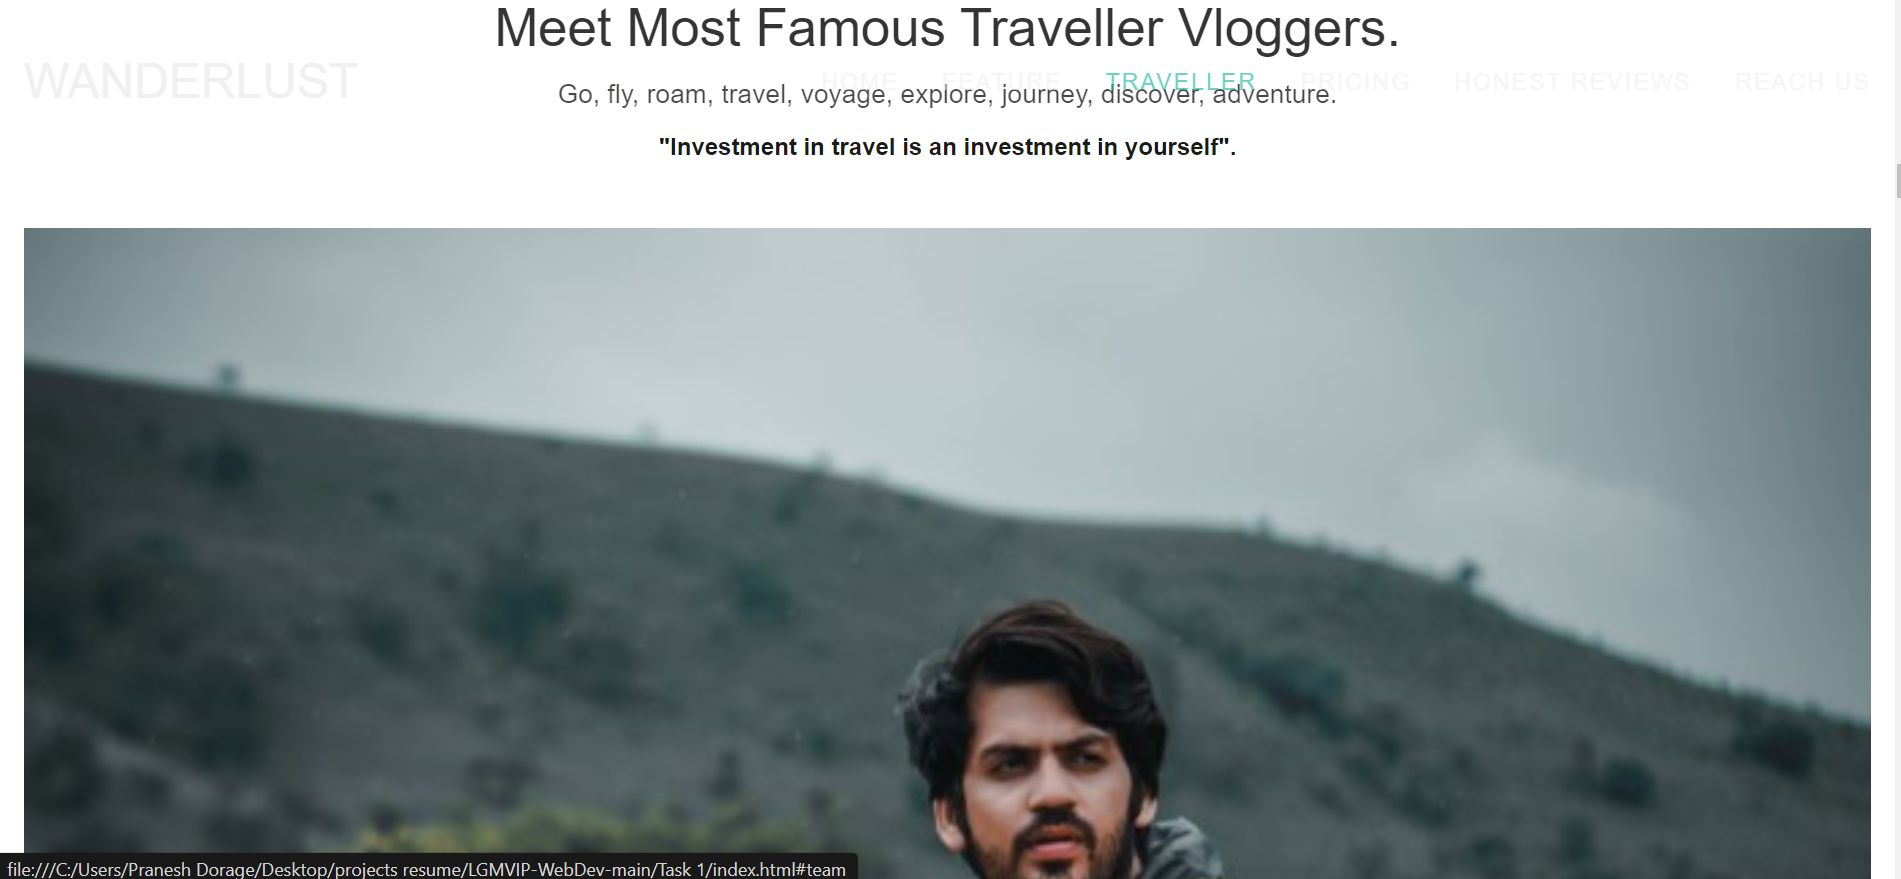 Meet Most Famous Traveller Vloggers.
WANDERLUST
HOME FEATURE TRAVELLER PRICING HONEST REVIEWS REACH US
Go, fly, roam, travel, voyage, explore, journey, discover, adventure.
"Investment in travel is an investment in yourself".
file:///C:/Users/Pranesh Dorage/Desktop/projects resume/LGMVIP-WebDev-main/Task 1/index.html#team